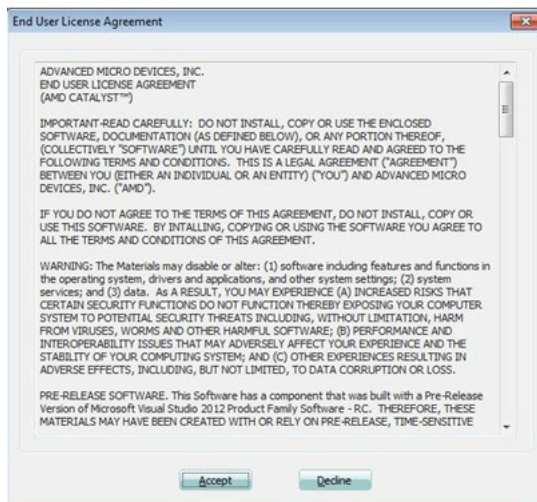 End User License Agreement
ADVANCED MICRO DEVICES, INC.
END USER LICENSE AGREEMENT
(AMD CATALYST™)
IMPORTANT-READ CAREFULLY: DO NOT INSTALL, COPY OR USE THE ENCLOSED
SOFTWARE, DOCUMENTATION (AS DEFINED BELOW), OR ANY PORTION THEREOF,
(COLLECTIVELY "SOFTWARE") UNTIL YOU HAVE CAREFULLY READ AND AGREED TO THE
FOLLOWING TERMS AND CONDITIONS. THIS IS A LEGAL AGREEMENT ("AGREEMENT")
BETWEEN YOU (EITHER AN INDIVIDUAL OR AN ENTITY) ("YOU") AND ADVANCED MICRO
DEVICES, INC. ("AMD").
IF YOU DO NOT AGREE TO THE TERMS OF THIS AGREEMENT, DO NOT INSTALL, COPY OR
USE THIS SOFTWARE. BY INTALLING, COPYING OR USING THE SOFTWARE YOU AGREE TO
ALL THE TERMS AND CONDITIONS OF THIS AGREEMENT.
WARNING: The Materials may disable or alter: (1) software including features and functions in
the operating system, drivers and applications, and other system settings; (2) system
services; and (3) data. As A RESULT, YOU MAY EXPERIENCE (A) INCREASED RISKS THAT
CERTAIN SECURITY FUNCTIONS DO NOT FUNCTION THEREBY EXPOSING YOUR COMPUTER
SYSTEM TO POTENTIAL SECURITY THREATS INCLUDING, WITHOUT LIMITATION, HARM
FROM VIRUSES, WORMS AND OTHER HARMFUL SOFTWARE; (B) PERFORMANCE AND
INTEROPERABILITY ISSUES THAT MAY ADVERSELY AFFECT YOUR EXPERIENCE AND THE
STABILITY OF YOUR COMPUTING SYSTEM; AND (C) OTHER EXPERIENCES RESULTING IN
ADVERSE EFFECTS, INCLUDING, BUT NOT LIMITED, TO DATA CORRUPTION OR LOSS.
PRE-RELEASE SOFTWARE. This Software has a component that was built with a Pre-Release
Version of Microsoft Visual Studio 2012 Product Family Software - RC. THEREFORE, THESE
MATERIALS MAY HAVE BEEN CREATED WITH OR RELY ON PRE-RELEASE, TIME-SENSITIVE
Accept Decline